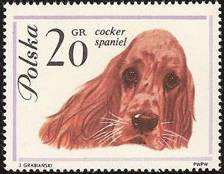 Polska
20 GR
cocker
spaniel
J. GRABIAŃSKI
PWPW